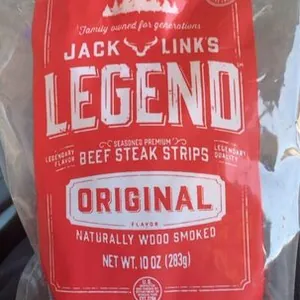 Family owned for generations
JACK LINKS
LEGEND
SEASONED PREMIUM
LEGENDARY FLAVOR
BEEF STEAK STRIPS
LEGENDARY QUALITY
ORIGINAL
FLAVOR
NATURALLY WOOD SMOKED
NET WT. 10 OZ (283g)
U.S.